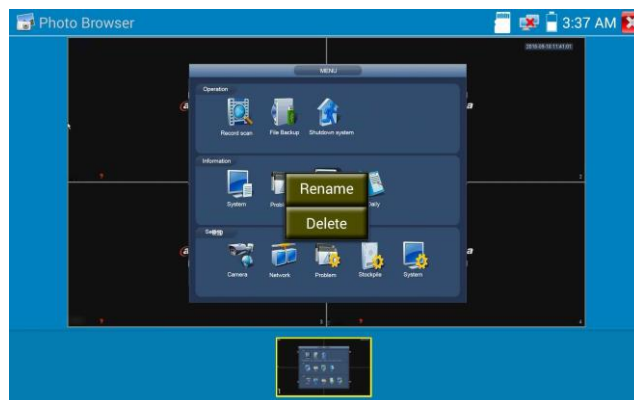 Photo Browser
3:37 AM
MENU
Operation
Record scan
File Backup
Shutdown system
Information
System
Rename
Delete
Camera
Network
Problem
Stockpile
System
1